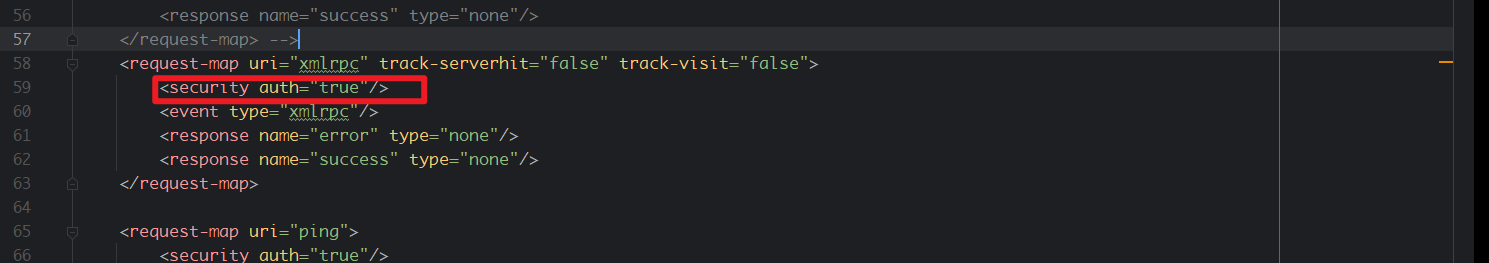 56 <response name="success" type="none"/>
57 </request-map> -->
58 <request-map uri="xmlrpc" track-serverhit="false" track-visit="false">
59 <security auth="true"/>
60 <event type="xmlrpc"/>
61 <response name="error" type="none"/>
62 <response name="success" type="none"/>
63 </request-map>
64
65 <request-map uri="ping">
66 <security auth="true"/>